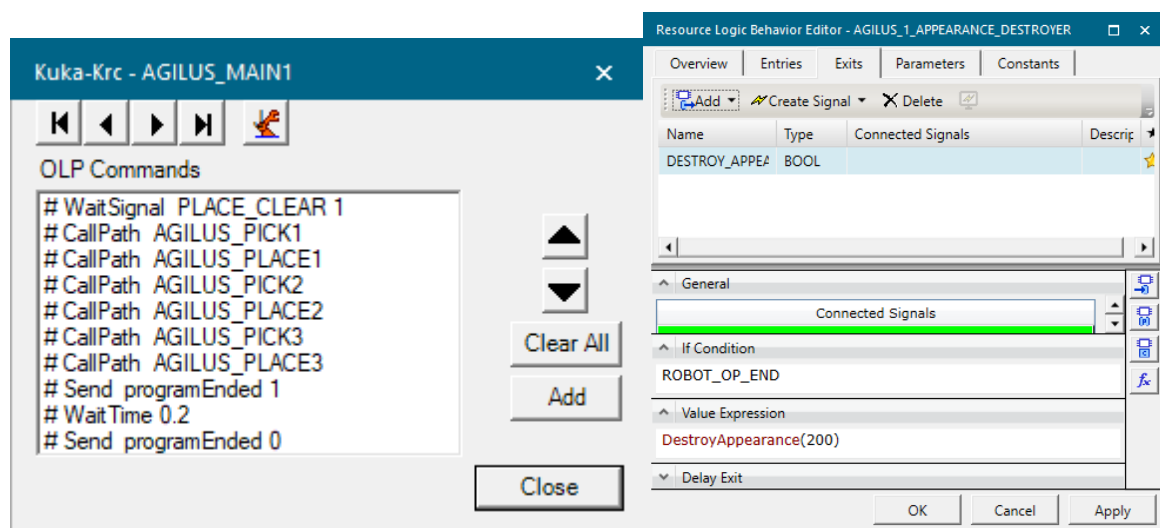 Kuka-Krc - AGILUS_MAIN1
OLP Commands
# WaitSignal PLACE_CLEAR 1
# CallPath AGILUS_PICK1
# CallPath AGILUS_PLACE1
# CallPath AGILUS_PICK2
# CallPath AGILUS_PLACE2
# CallPath AGILUS_PICK3
# CallPath AGILUS_PLACE3
# Send programEnded 1
# WaitTime 0.2
# Send programEnded 0
Clear All
Add
Close
Resource Logic Behavior Editor - AGILUS_1_APPEARANCE_DESTROYER
Overview Entries Exits Parameters Constants
Add Create Signal Delete
Name Type Connected Signals Descrip
DESTROY_APPEA BOOL
General
Connected Signals
If Condition
ROBOT_OP_END
Value Expression
DestroyAppearance(200)
Delay Exit
fx
OK Cancel Apply